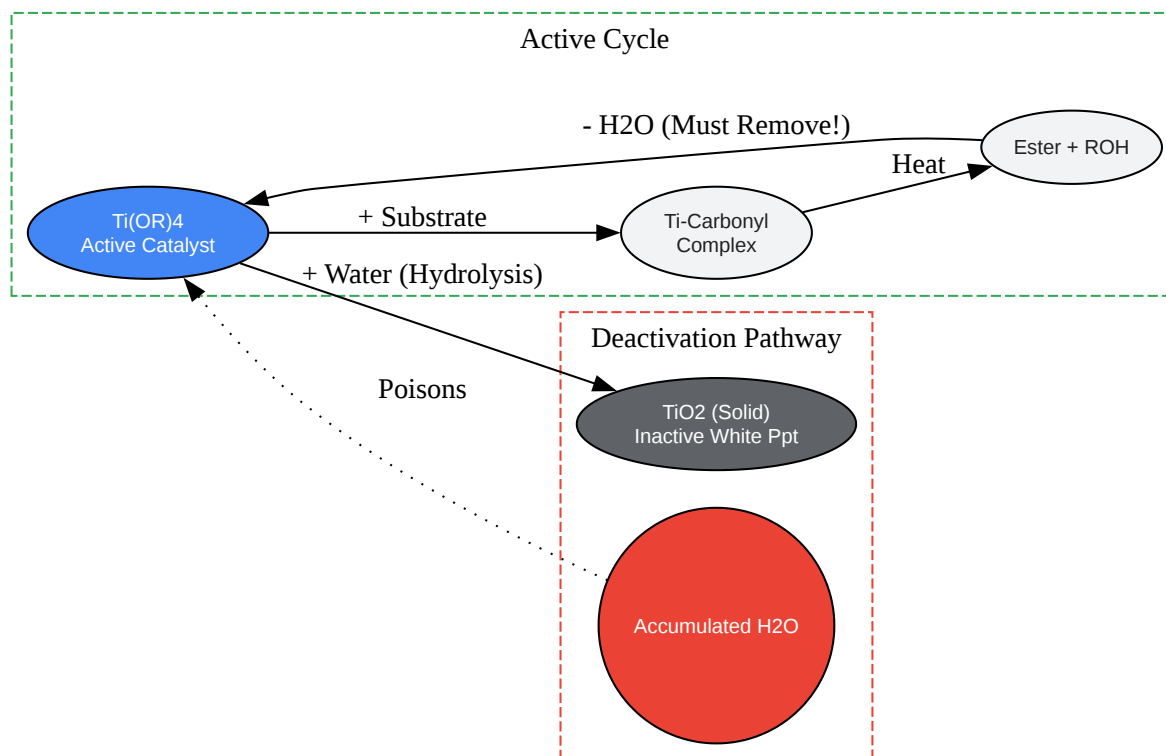 Active Cycle
- H2O (Must Remove!)
Ester + ROH
Heat
Ti(OR)4
Active Catalyst
+ Substrate
Ti-Carbonyl
Complex
+ Water (Hydrolysis)
Deactivation Pathway
Poisons
TiO2 (Solid)
Inactive White Ppt
Accumulated H2O